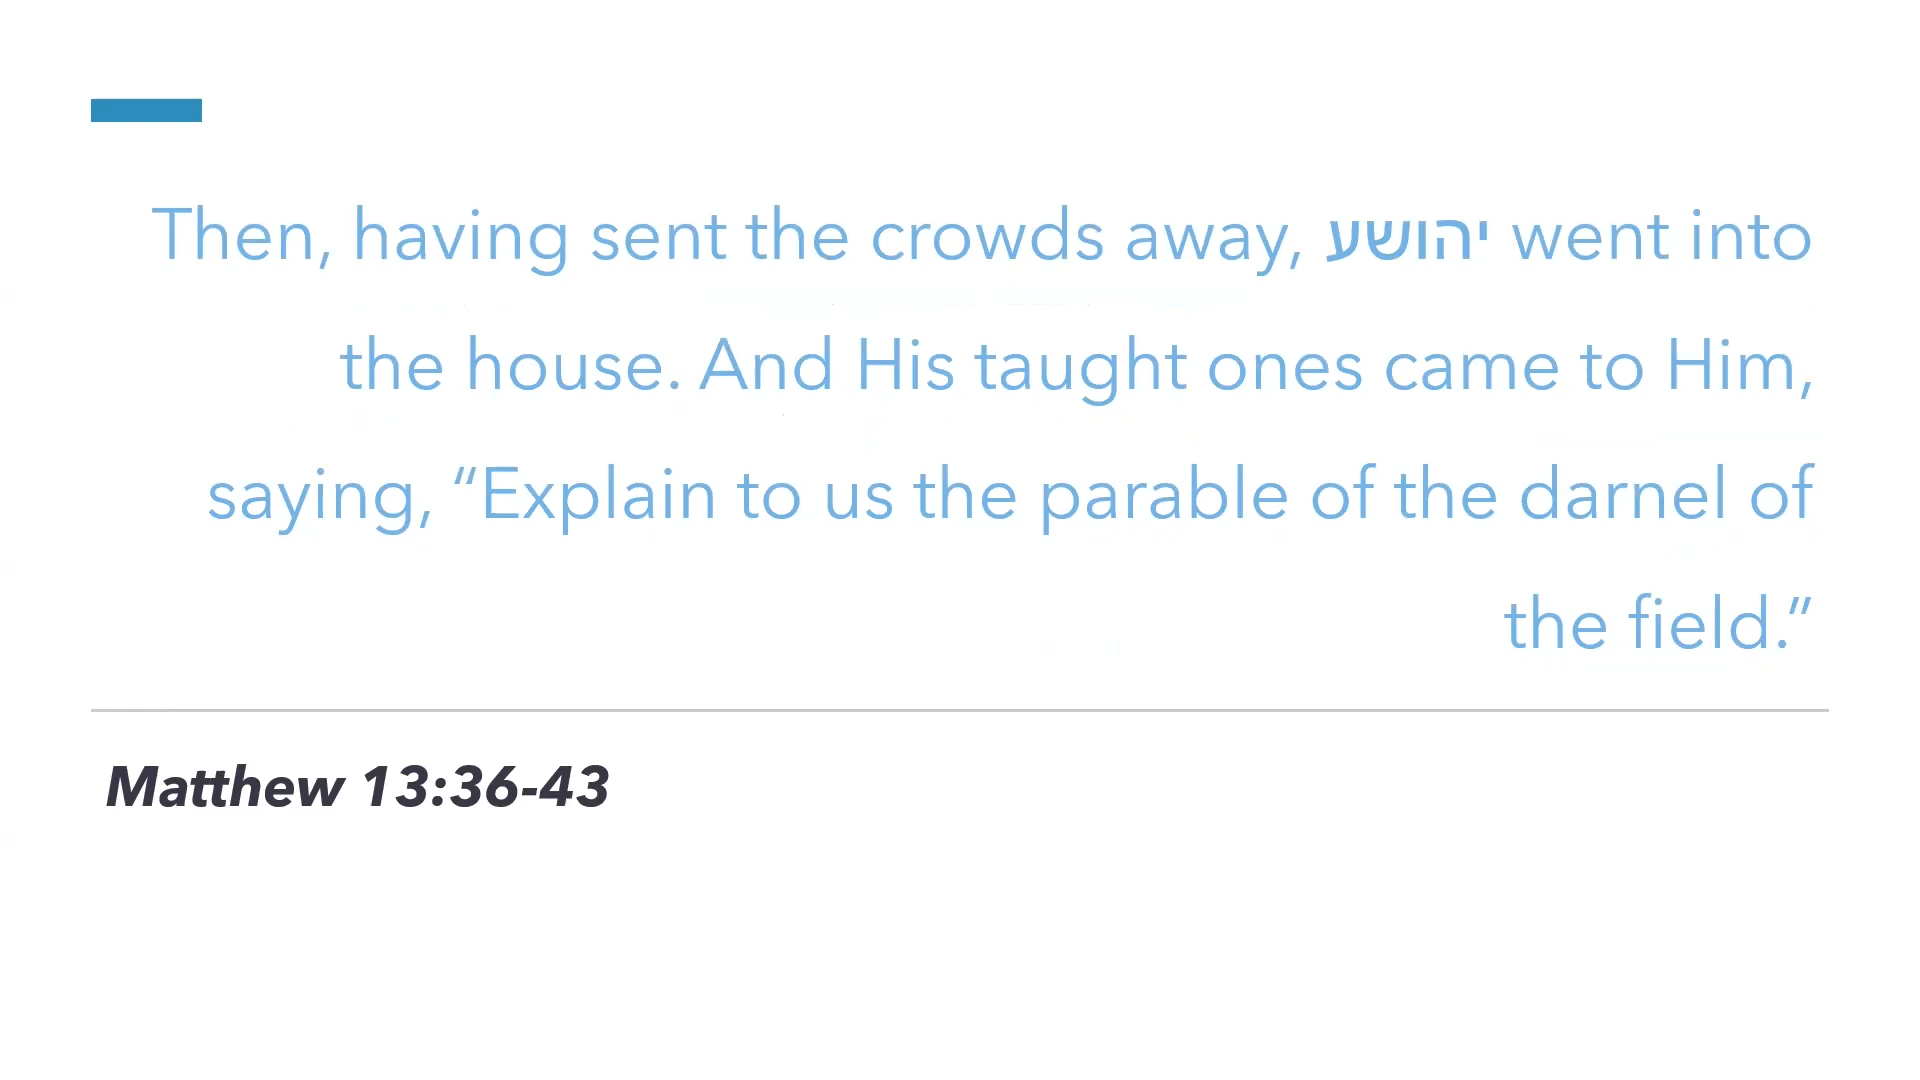 Then, having sent the crowds away, יהושע went into
the house. And His taught ones came to Him,
saying, “Explain to us the parable of the darnel of
the field.”
Matthew 13:36-43